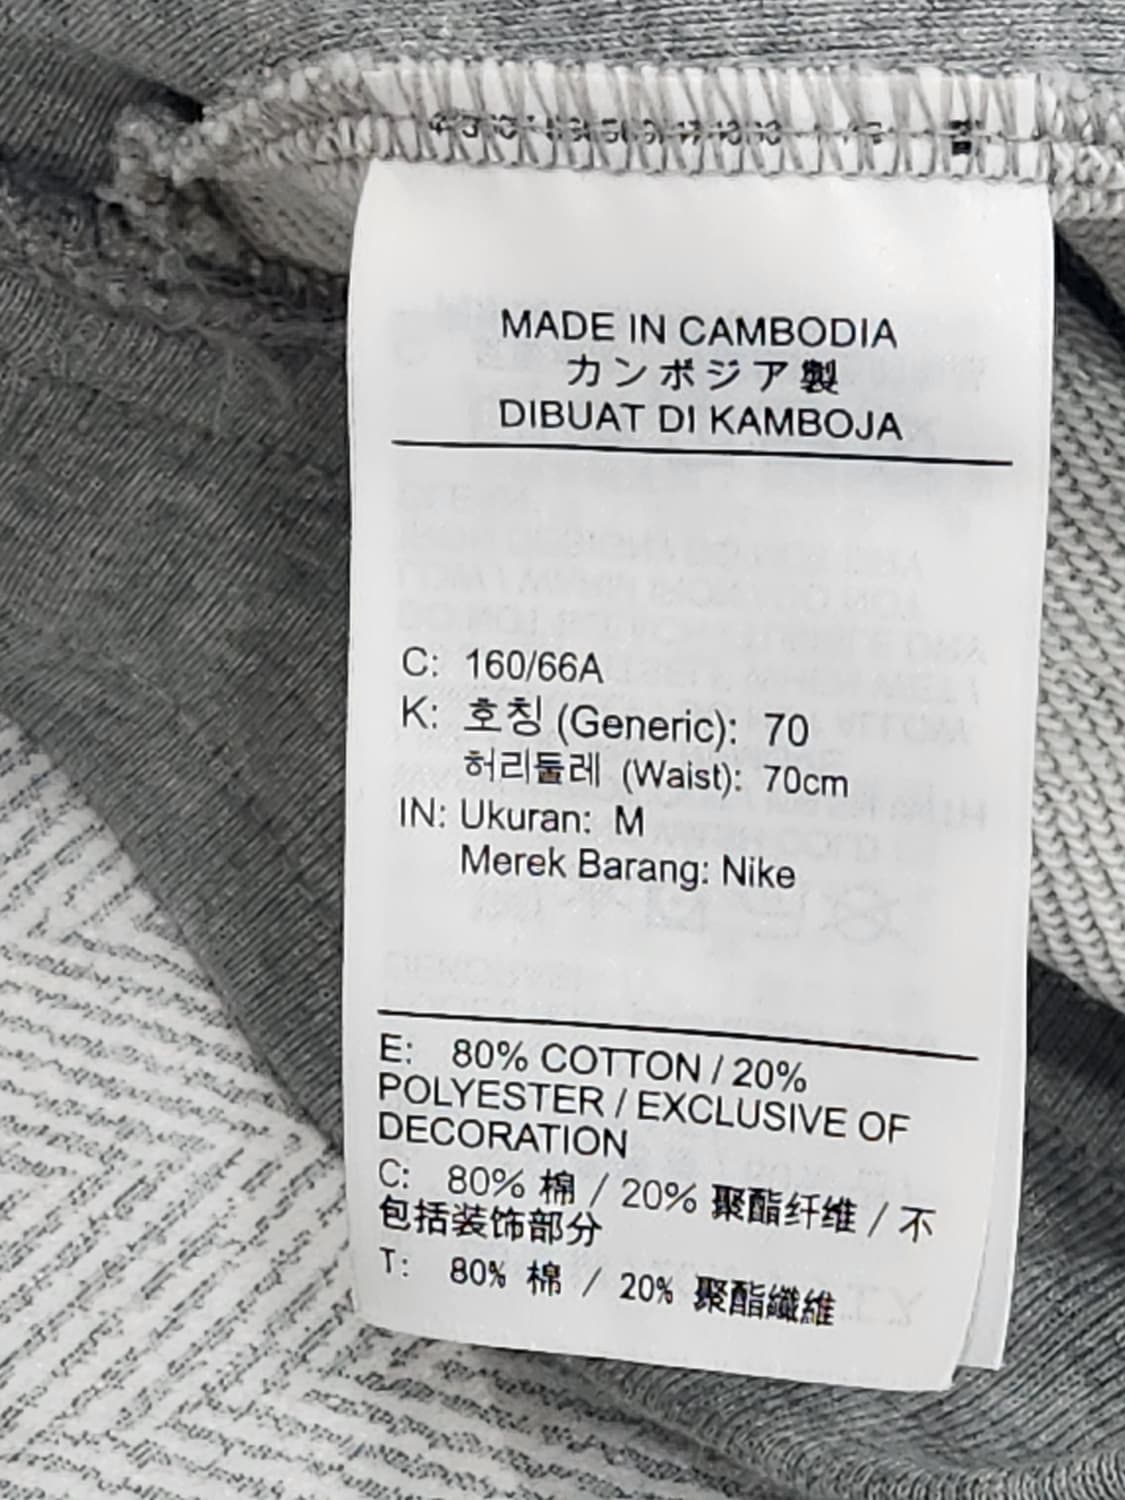 MADE IN CAMBODIA
カンボジア製
DIBUAT DI KAMBOJA
C: 160/66A
K: 호칭 (Generic): 70
허리둘레 (Waist): 70cm
IN: Ukuran: M
Merek Barang: Nike
E: 80% COTTON / 20%
POLYESTER / EXCLUSIVE OF
DECORATION
C: 80% 棉 / 20% 聚酯纤维 / 不
包括装饰部分
T: 80% 棉 / 20% 聚酯纖維